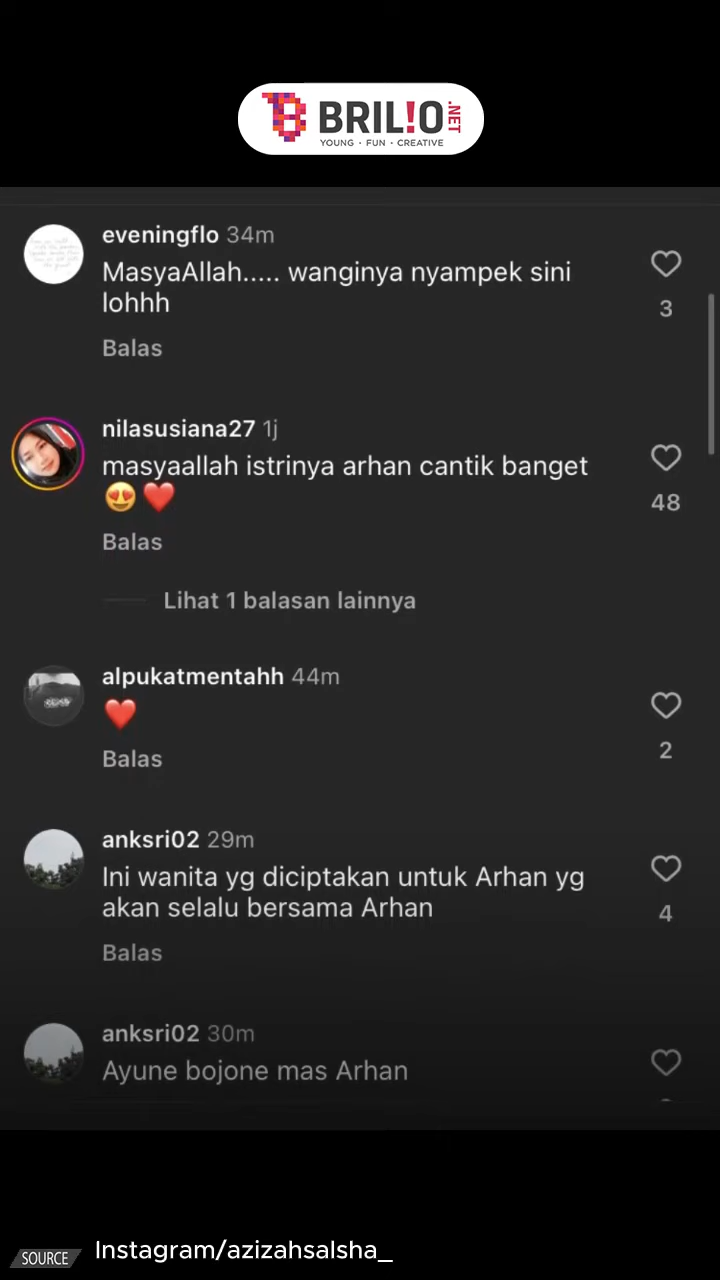 BRIL!O.NET
YOUNG · FUN · CREATIVE
eveningflo 34m
MasyaAllah..... wanginya nyampek sini
lohhh
3
Balas
nilasusiana27 1j
masyaallah istrinya arhan cantik banget
😍❤️
48
Balas
Lihat 1 balasan lainnya
alpukatmentahh 44m
❤️
2
Balas
anksri02 29m
Ini wanita yg diciptakan untuk Arhan yg
akan selalu bersama Arhan
4
Balas
anksri02 30m
Ayune bojone mas Arhan
SOURCE Instagram/azizahsalsha_